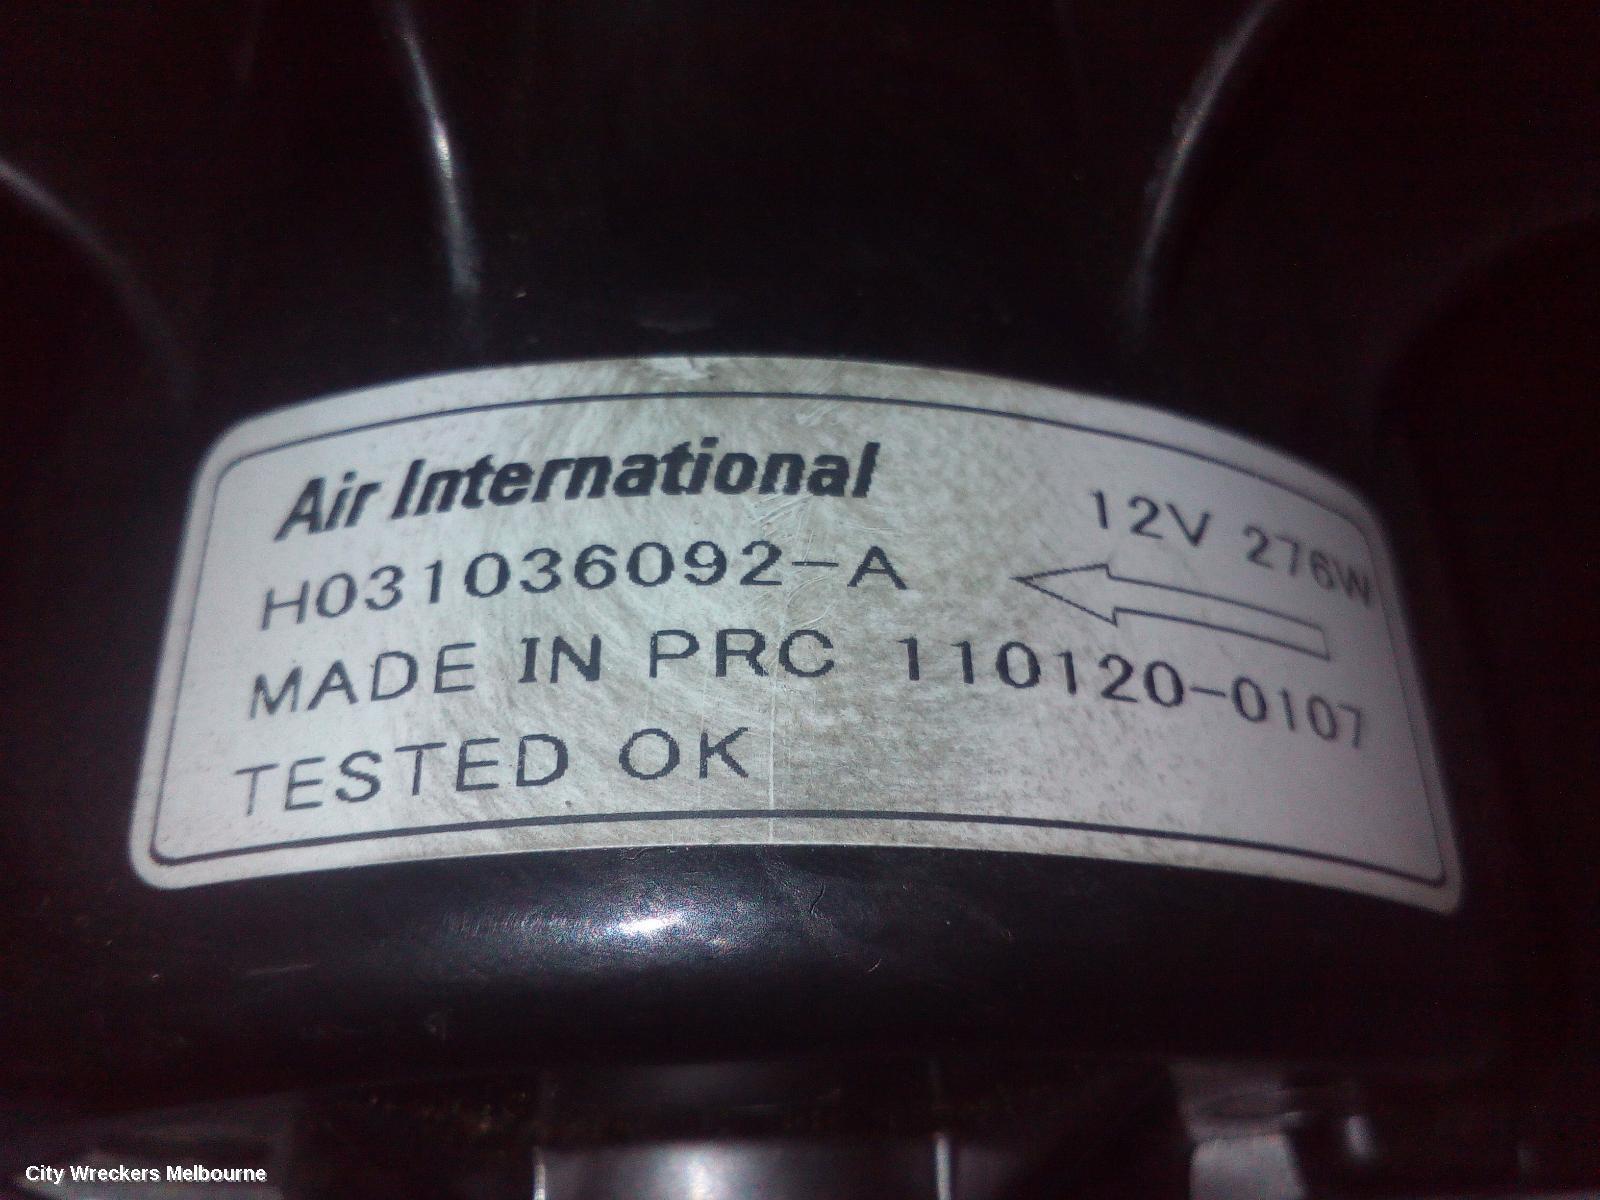 Air International
12V 276W
H031036092-A
MADE IN PRC 110120-0107
TESTED OK
City Wreckers Melbourne